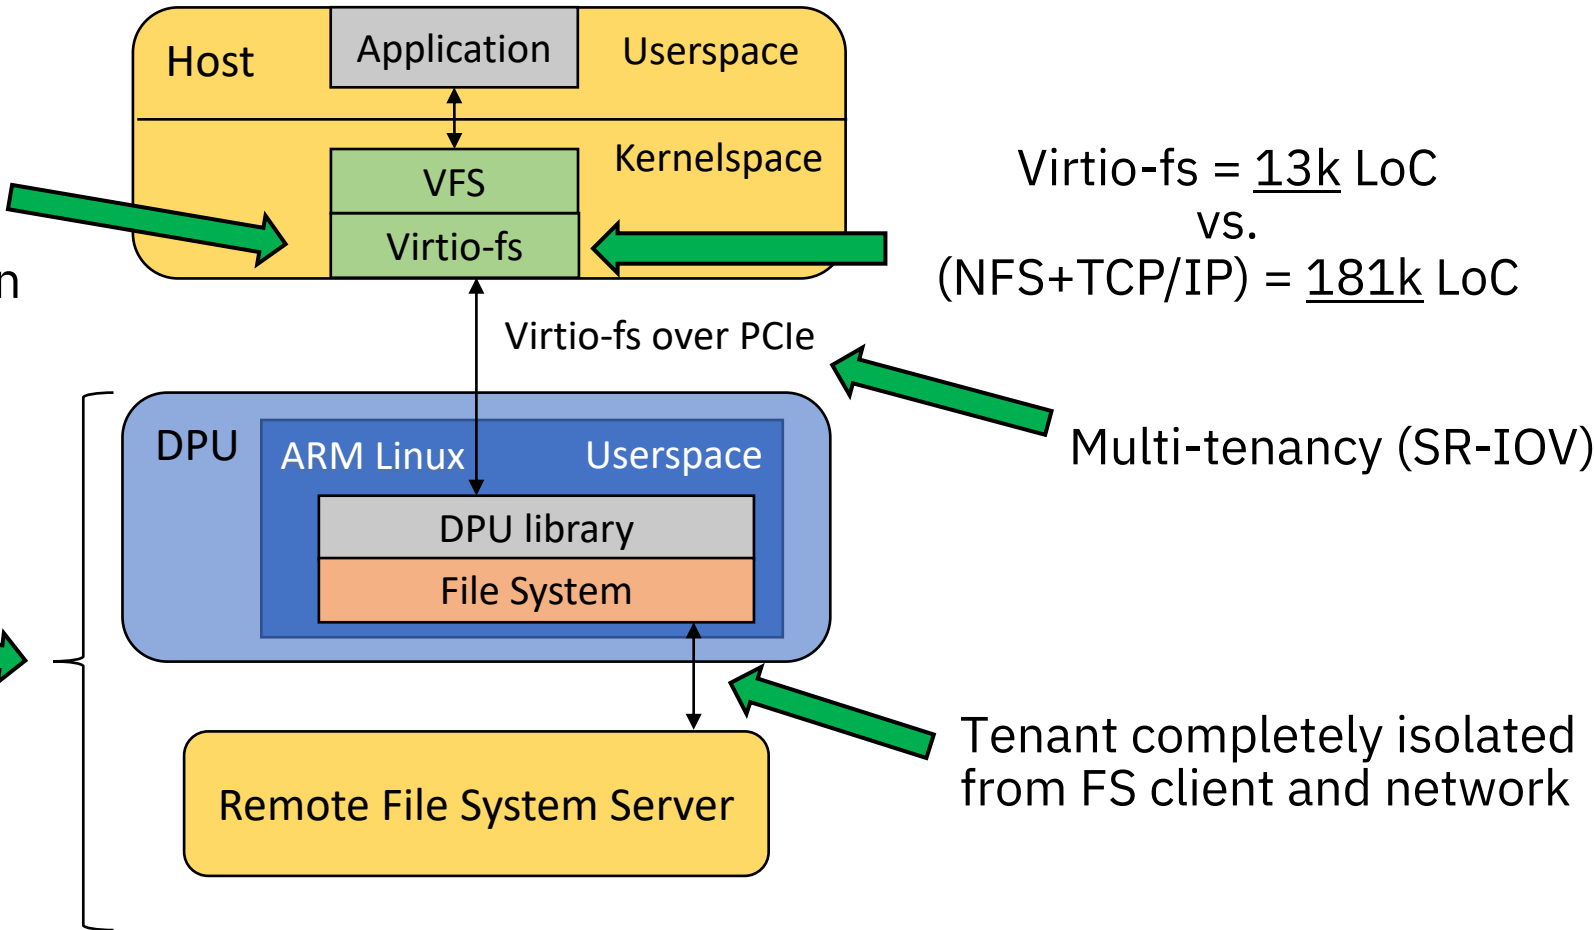 Host
Application
Userspace
Kernelspace
VFS
Virtio-fs
Virtio-fs = 13k LoC
vs.
(NFS+TCP/IP) = 181k LoC
n
Virtio-fs over PCIe
Multi-tenancy (SR-IOV)
DPU
ARM Linux
Userspace
DPU library
File System
Tenant completely isolated
from FS client and network
Remote File System Server